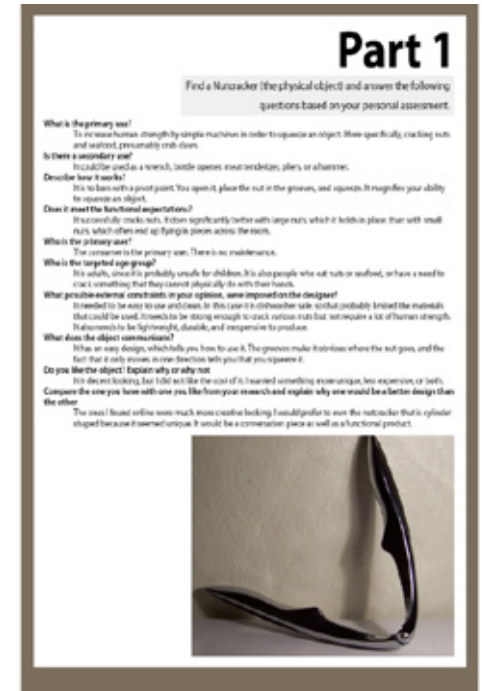 Part 1
Find a Nutcracker (the physical object) and answer the following
questions based on your personal assessment.
What is the primary use?
To increase human strength by simple machines in order to squeeze an object. More specifically, cracking nuts
and seafood, presumably crab claws.
Is there a secondary use?
It could be used as a wrench, bottle opener, meat tenderizer, pliers, or a hammer.
Describe how it works?
It is to bars with a pivot point. You open it, place the nut in the grooves, and squeeze. It magnifies your ability
to squeeze an object.
Does it meet the functional expectations?
It successfully cracks nuts. It does significantly better with large nuts, which it holds in place, than with small
nuts, which often end up flying in pieces across the room.
Who is the primary user?
The consumer is the primary user. There is no maintenance.
Who is the targeted age group?
It is adults, since it is probably unsafe for children. It is also people who eat nuts or seafood, or have a need to
crack something that they cannot physically do with their hands.
What possible external constraints in your opinion, were imposed on the designer?
It needed to be easy to use and clean. In this case it is dishwasher safe, so that probably limited the materials
that could be used. It needs to be strong enough to crack various nuts but not require a lot of human strength.
It also needs to be lightweight, durable, and inexpensive to produce.
What does the object communicate?
It has an easy design, which tells you how to use it. The grooves make it obvious where the nut goes, and the
fact that it only moves in one direction tells you that you squeeze it.
Do you like the object? Explain why or why not
It is decent looking, but I did not like the cost of it. I wanted something more unique, less expensive, or both.
Compare the one you have with one you like from your research and explain why one would be a better design than
the other
The ones I found online were much more creative looking. I would prefer to own the nutcracker that is cylinder
shaped because it seemed unique. It would be a conversation piece as well as a functional product.